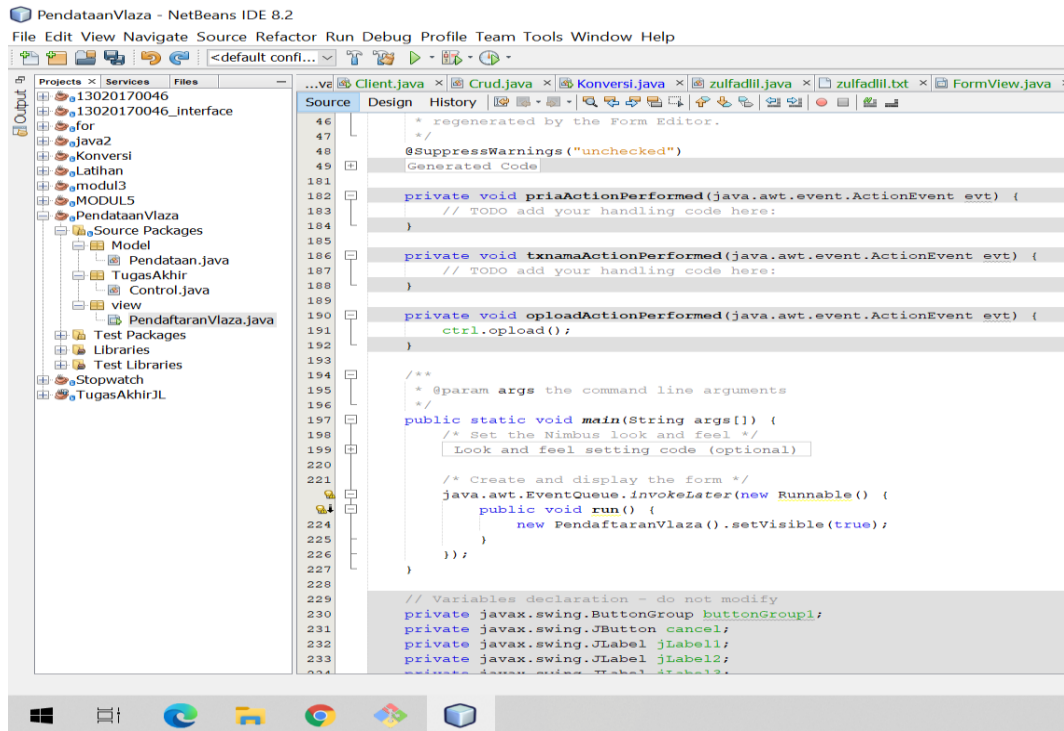 PendataanVlaza - NetBeans IDE 8.2
File Edit View Navigate Source Refactor Run Debug Profile Team Tools Window Help
<default confi...
Projects × Services Files
...va Client.java × Crud.java × Konversi.java × zulfadlil.java × zulfadlil.txt × FormView.java
Output
Source Design History
13020170046
13020170046_interface
for
java2
Konversi
Latihan
modul3
MODUL5
PendataanVlaza
Source Packages
Model
Pendataan.java
TugasAkhir
Control.java
view
PendaftaranVlaza.java
Test Packages
Libraries
Test Libraries
Stopwatch
TugasAkhirJL
46 * regenerated by the Form Editor.
47 */
48 @SuppressWarnings("unchecked")
49 Generated Code
181
182 private void priaActionPerformed(java.awt.event.ActionEvent evt) {
183 // TODO add your handling code here:
184 }
185
186 private void txnamaActionPerformed(java.awt.event.ActionEvent evt) {
187 // TODO add your handling code here:
188 }
189
190 private void oploadActionPerformed(java.awt.event.ActionEvent evt) {
191 ctrl.opload();
192 }
193
194 /**
195 * @param args the command line arguments
196 */
197 public static void main(String args[]) {
198 /* Set the Nimbus look and feel */
199 Look and feel setting code (optional)
220
221 /* Create and display the form */
java.awt.EventQueue.invokeLater(new Runnable() {
public void run() {
224 new PendaftaranVlaza().setVisible(true);
225 }
226 });
227 }
228
229 // Variables declaration - do not modify
230 private javax.swing.ButtonGroup buttonGroup1;
231 private javax.swing.JButton cancel;
232 private javax.swing.JLabel jLabel1;
233 private javax.swing.JLabel jLabel2;
234 private javax.swing.JLabel jLabel3;